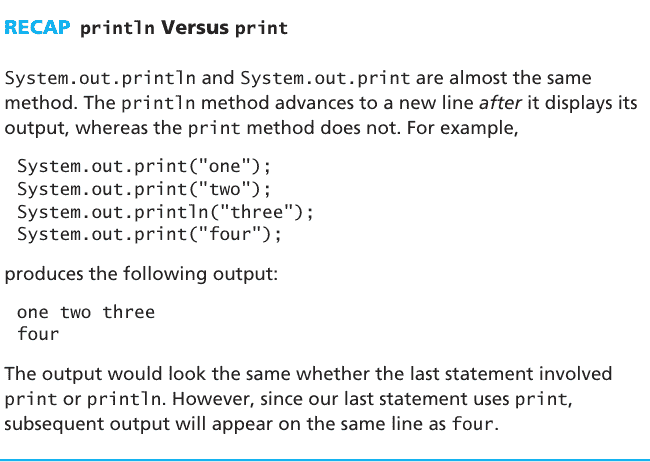 RECAP println Versus print
System.out.println and System.out.print are almost the same
method. The println method advances to a new line after it displays its
output, whereas the print method does not. For example,
System.out.print("one");
System.out.print("two");
System.out.println("three");
System.out.print("four");
produces the following output:
one two three
four
The output would look the same whether the last statement involved
print or println. However, since our last statement uses print,
subsequent output will appear on the same line as four.